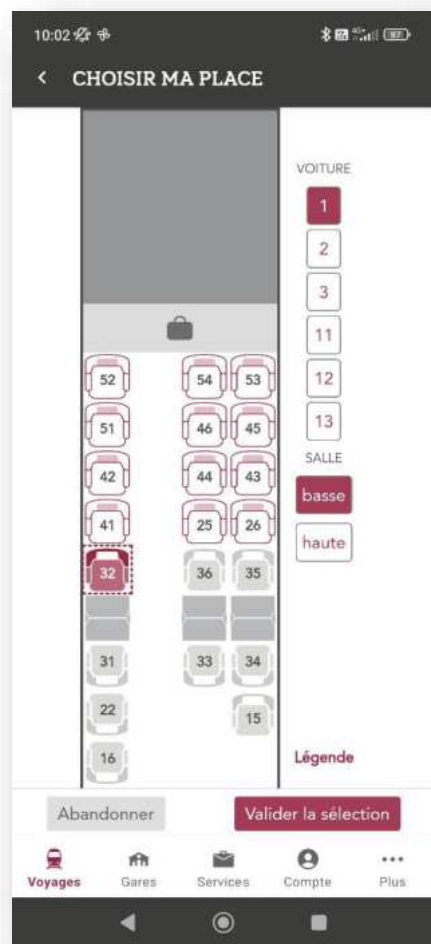 10:02
4G+
87
CHOISIR MA PLACE
VOITURE
1
2
3
11
12
13
SALLE
basse
haute
52 54 53
51 46 45
42 44 43
41 25 26
32 36 35
31 33 34
22 15
16
Légende
Abandonner Valider la sélection
Voyages Gares Services Compte Plus